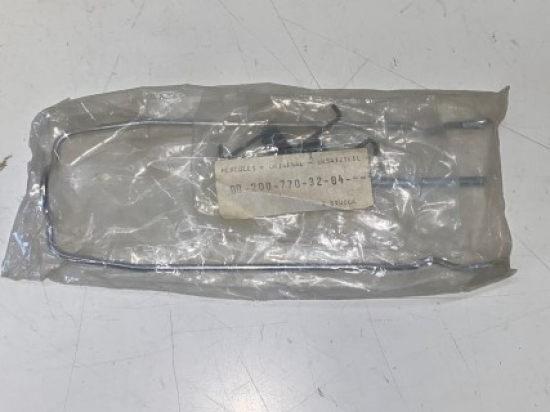 HERCULES - ORIGINAL - ERSATZTEIL
00-200-770-32-04-